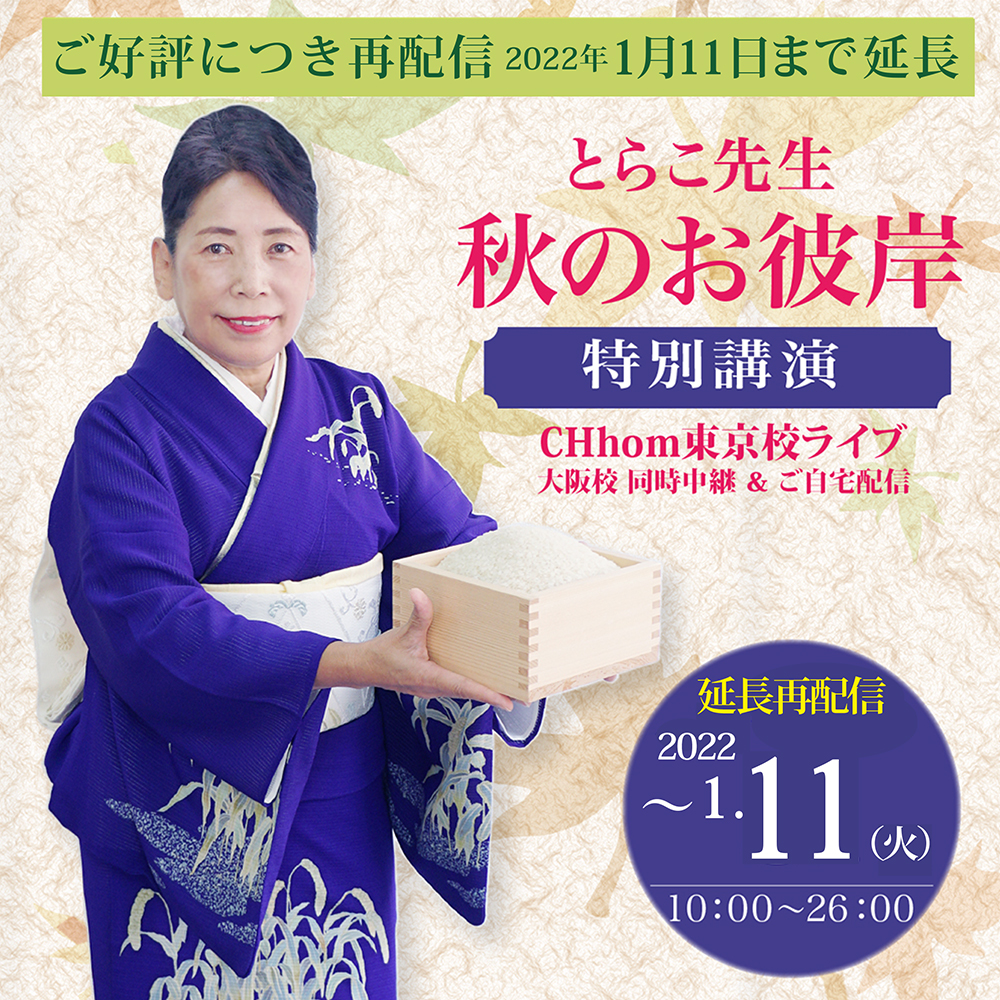 ご好評につき再配信 2022年1月11日まで延長
とらこ先生
秋のお彼岸
特別講演
CHhom東京校ライブ
大阪校 同時中継 & ご自宅配信
延長再配信
2022
～1.11(火)
10:00～26:00